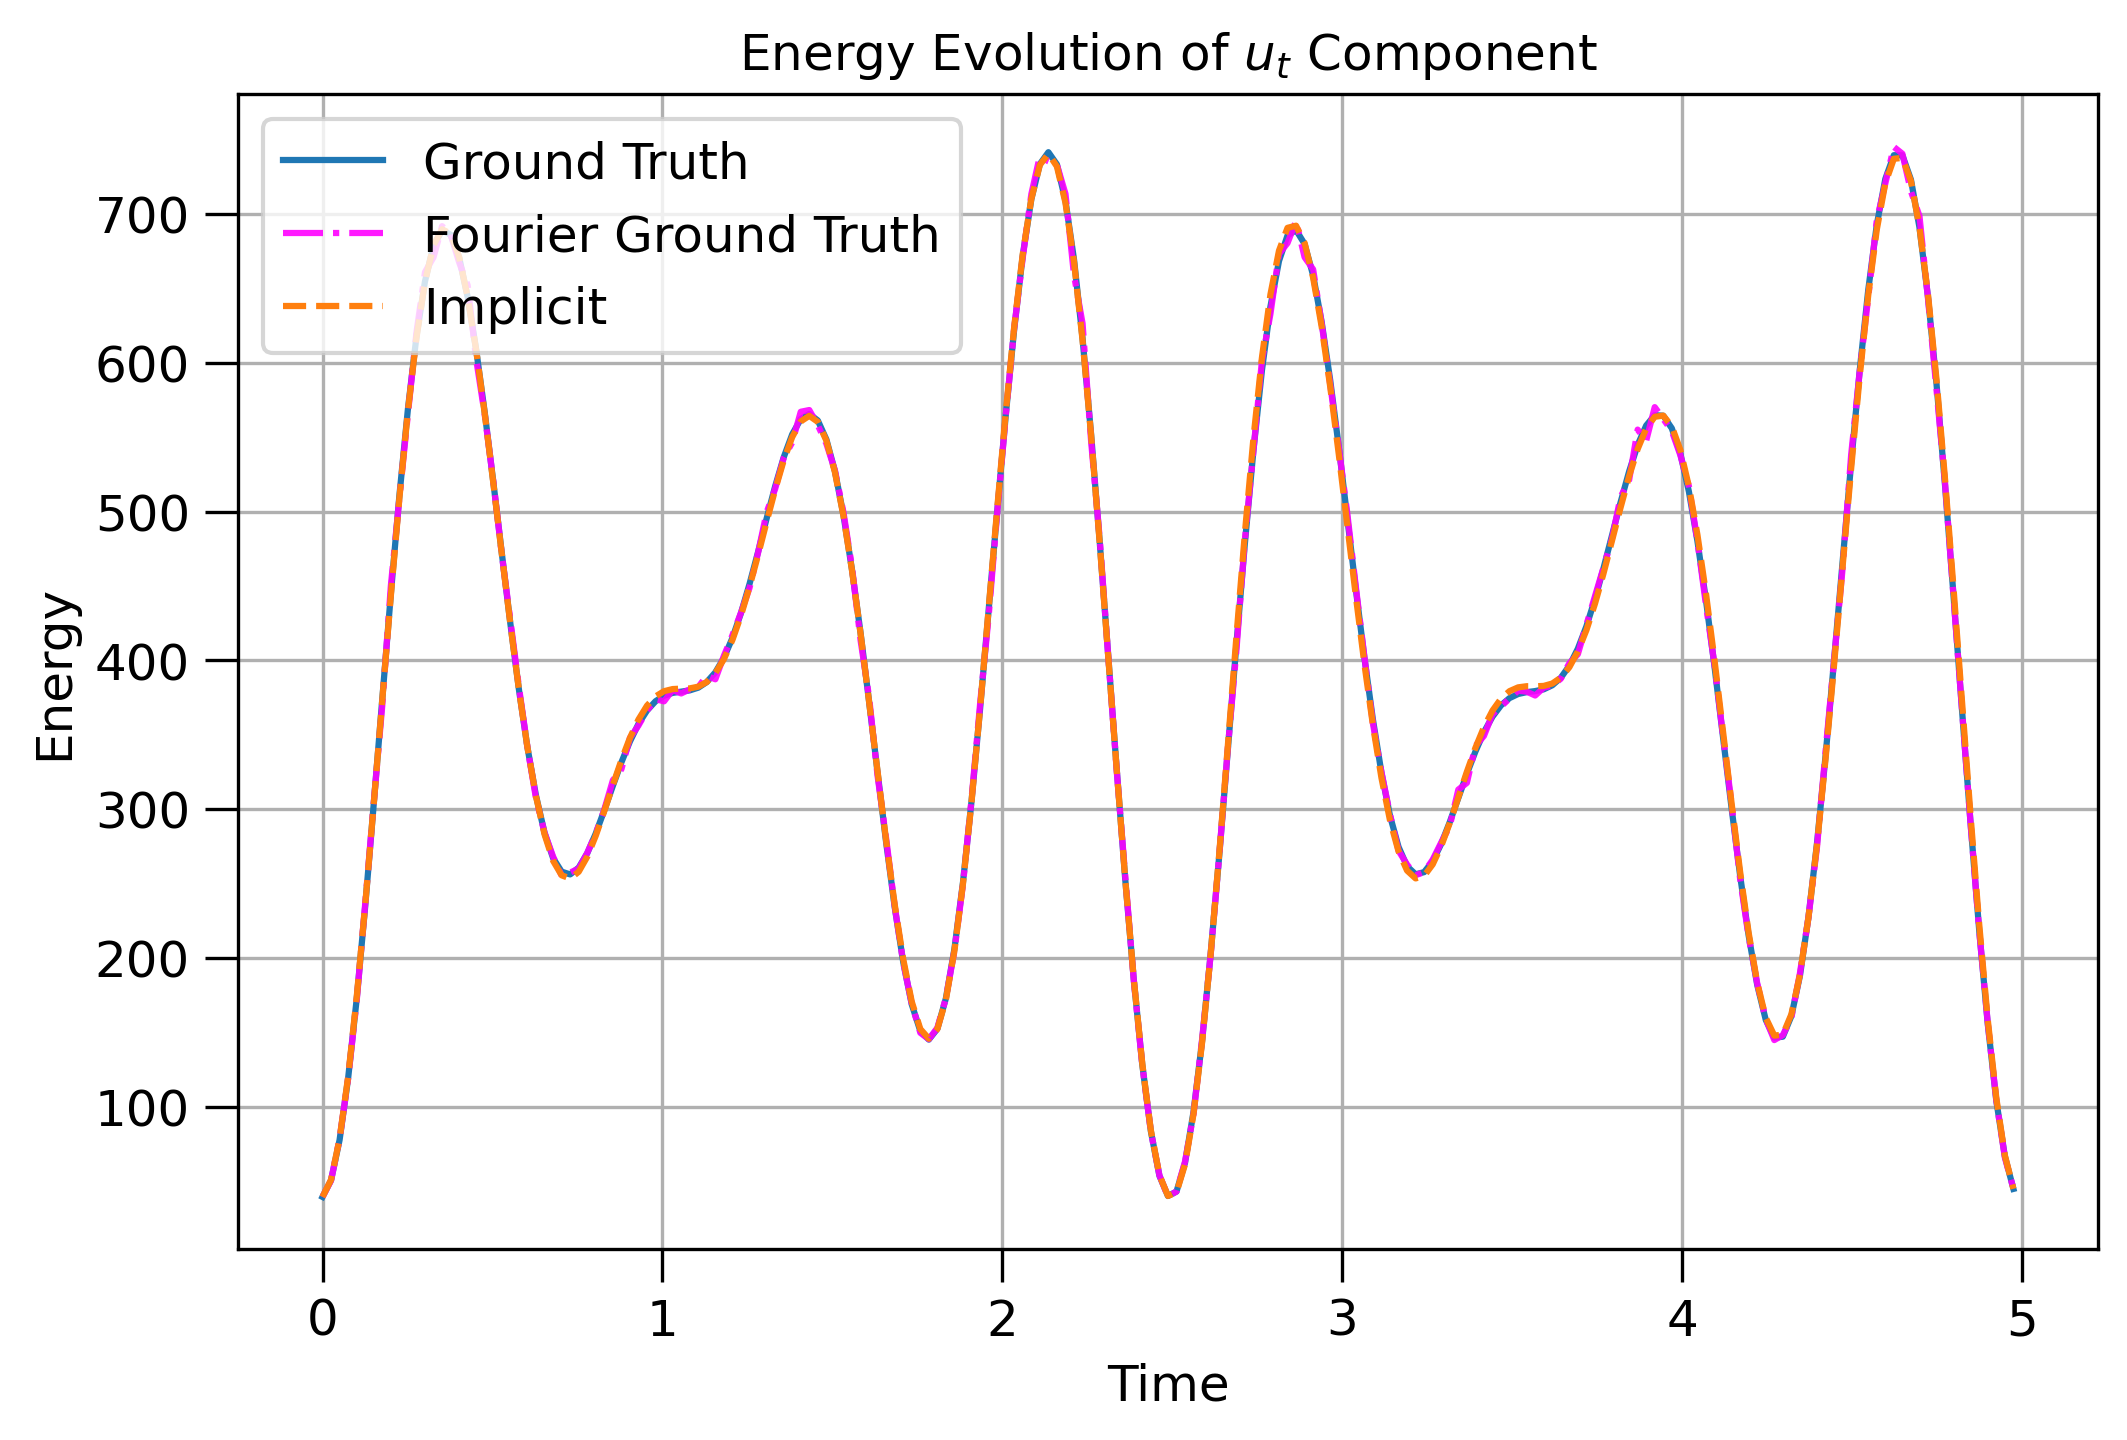 Energy Evolution of $u_t$ Component
Ground Truth
Fourier Ground Truth
Implicit
700
600
500
400
300
200
100
Energy
0 1 2 3 4 5
Time